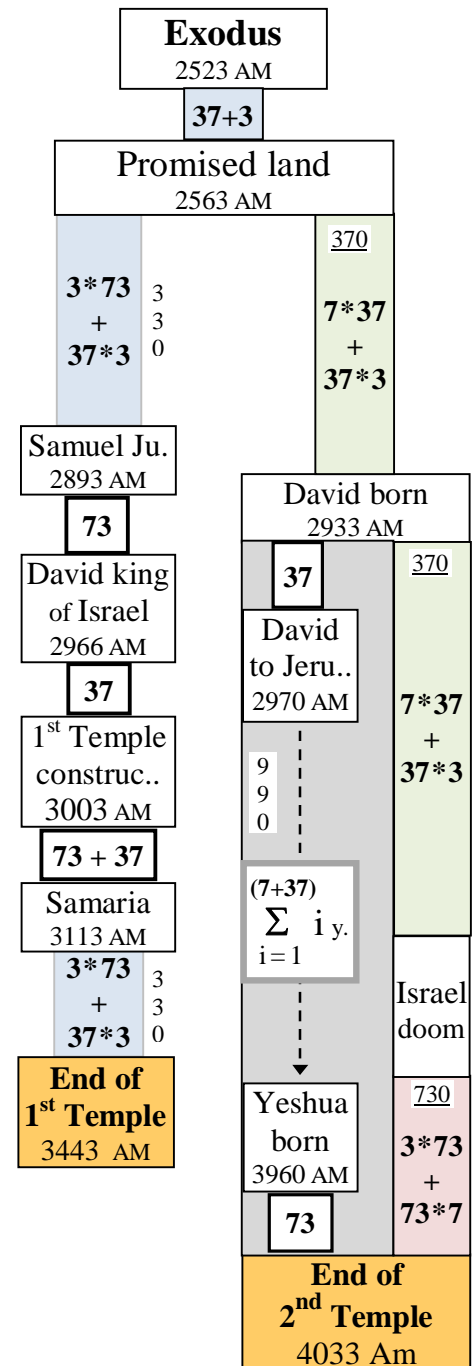 Exodus
2523 AM
37+3
Promised land
2563 AM
3*73
+
37*3
3
3
0
370
7*37
+
37*3
Samuel Ju.
2893 AM
73
David king
of Israel
2966 AM
37
1st Temple
construc..
3003 AM
73 + 37
Samaria
3113 AM
3*73
+
37*3
3
3
0
End of
1st Temple
3443 AM
David born
2933 AM
37
David
to Jeru..
2970 AM
9
9
0
(7+37)
Σ i y.
i = 1
Yeshua
born
3960 AM
73
370
7*37
+
37*3
Israel
doom
730
3*73
+
73*7
End of
2nd Temple
4033 Am